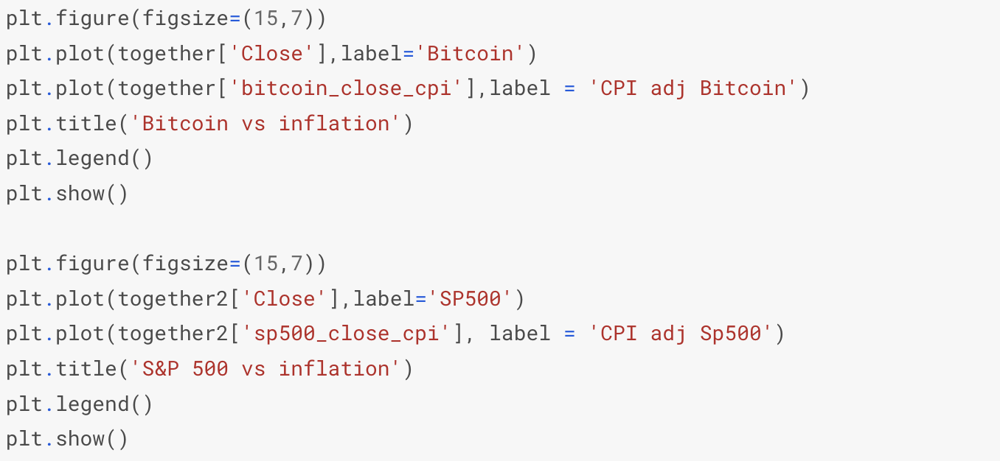 plt.figure(figsize=(15,7))
plt.plot(together['Close'],label='Bitcoin')
plt.plot(together['bitcoin_close_cpi'],label = 'CPI adj Bitcoin')
plt.title('Bitcoin vs inflation')
plt.legend()
plt.show()

plt.figure(figsize=(15,7))
plt.plot(together2['Close'],label='SP500')
plt.plot(together2['sp500_close_cpi'], label = 'CPI adj Sp500')
plt.title('S&P 500 vs inflation')
plt.legend()
plt.show()